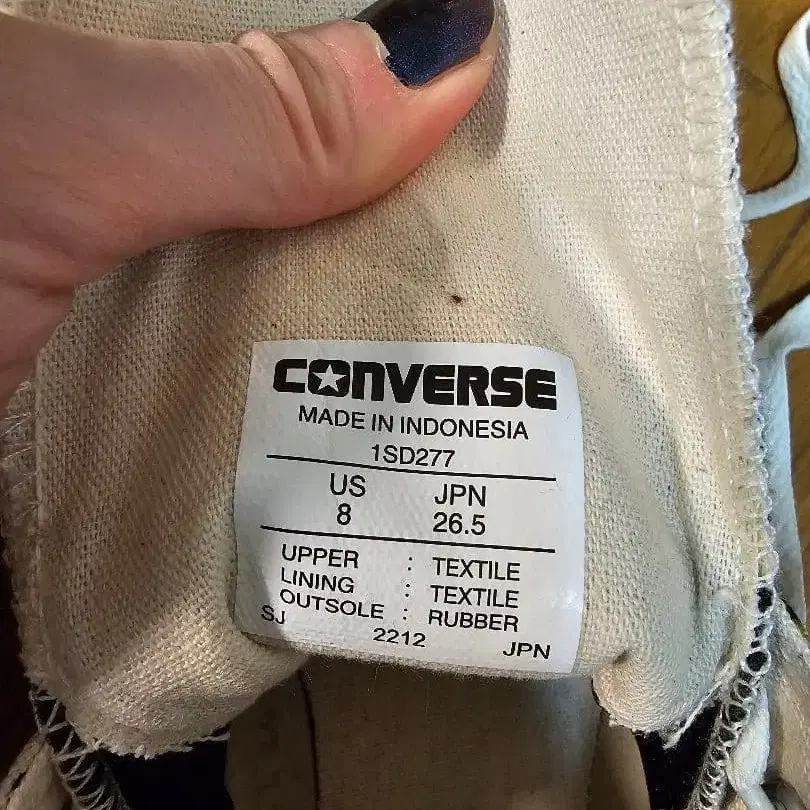 CONVERSE
MADE IN INDONESIA
1SD277
US JPN
8 26.5
UPPER : TEXTILE
LINING : TEXTILE
OUTSOLE : RUBBER
SJ 2212 JPN